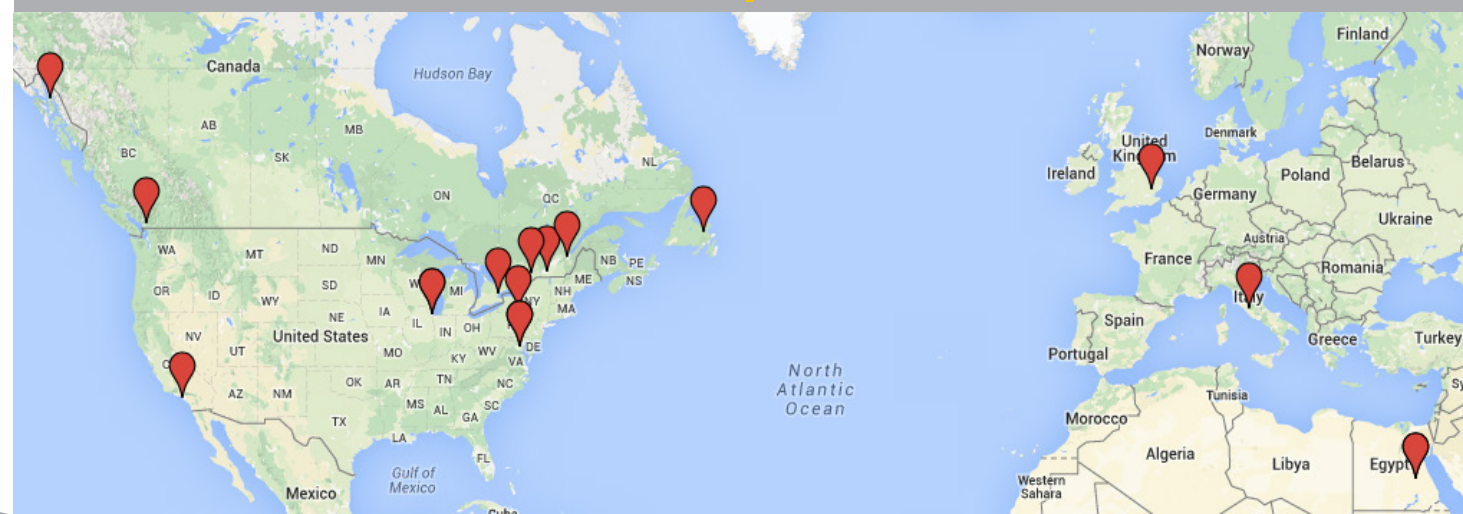 Finland
Norway
Canada
Hudson Bay
AB
MB
Denmark
United
Kingdom
BC
SK
NL
Belarus
Ireland
Poland
ON
QC
Germany
Ukraine
Austria
WA
MT
ND
MN
NB
PE
France
Romania
OR
ID
WY
SD
MI
ME
NS
NH
MA
NY
Italy
NE
IA
IL
IN
OH
NV
UT
United States
Spain
Greece
Turkey
MO
KY
WV
VA
DE
Portugal
North
Atlantic
Ocean
AZ
NM
OK
AR
TN
NC
Tunisia
MS
AL
GA
SC
TX
Morocco
LA
FL
Algeria
Libya
Egypt
Gulf of
Mexico
Western
Sahara
Mexico
Cuba